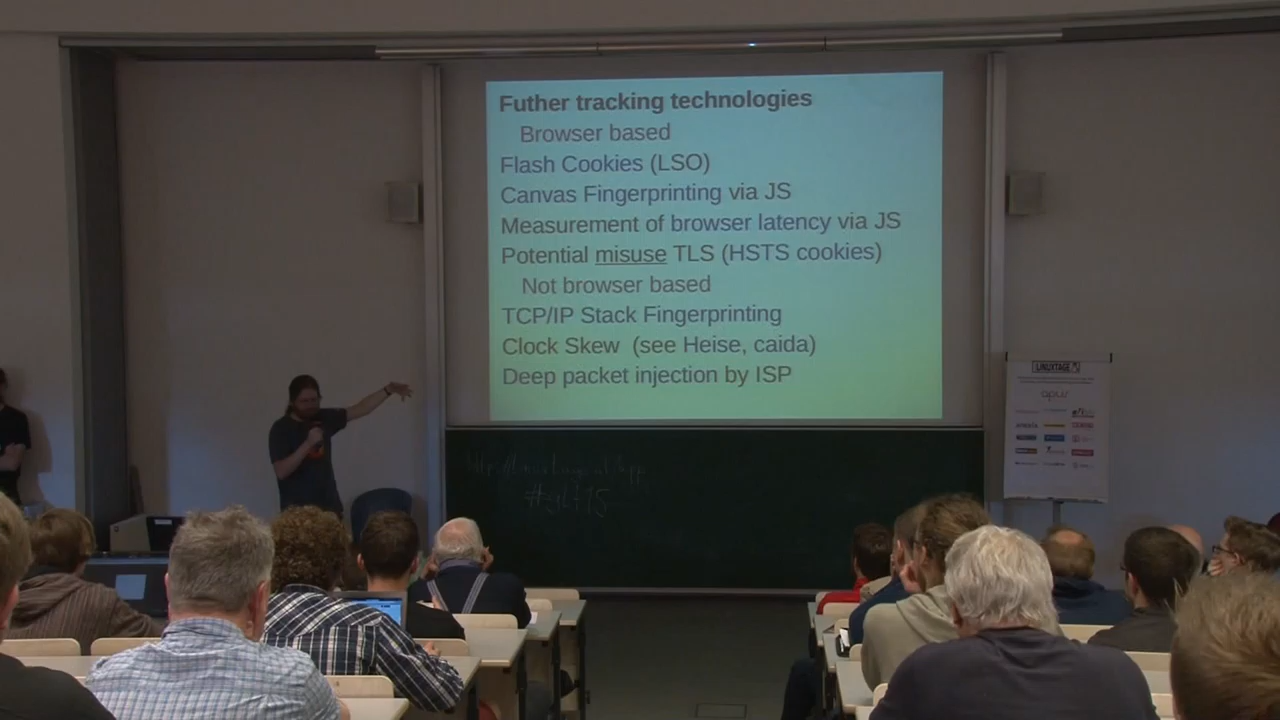 Futher tracking technologies
Browser based
Flash Cookies (LSO)
Canvas Fingerprinting via JS
Measurement of browser latency via JS
Potential misuse TLS (HSTS cookies)
Not browser based
TCP/IP Stack Fingerprinting
Clock Skew (see Heise, caida)
Deep packet injection by ISP
LINUXTAGE
#glt15